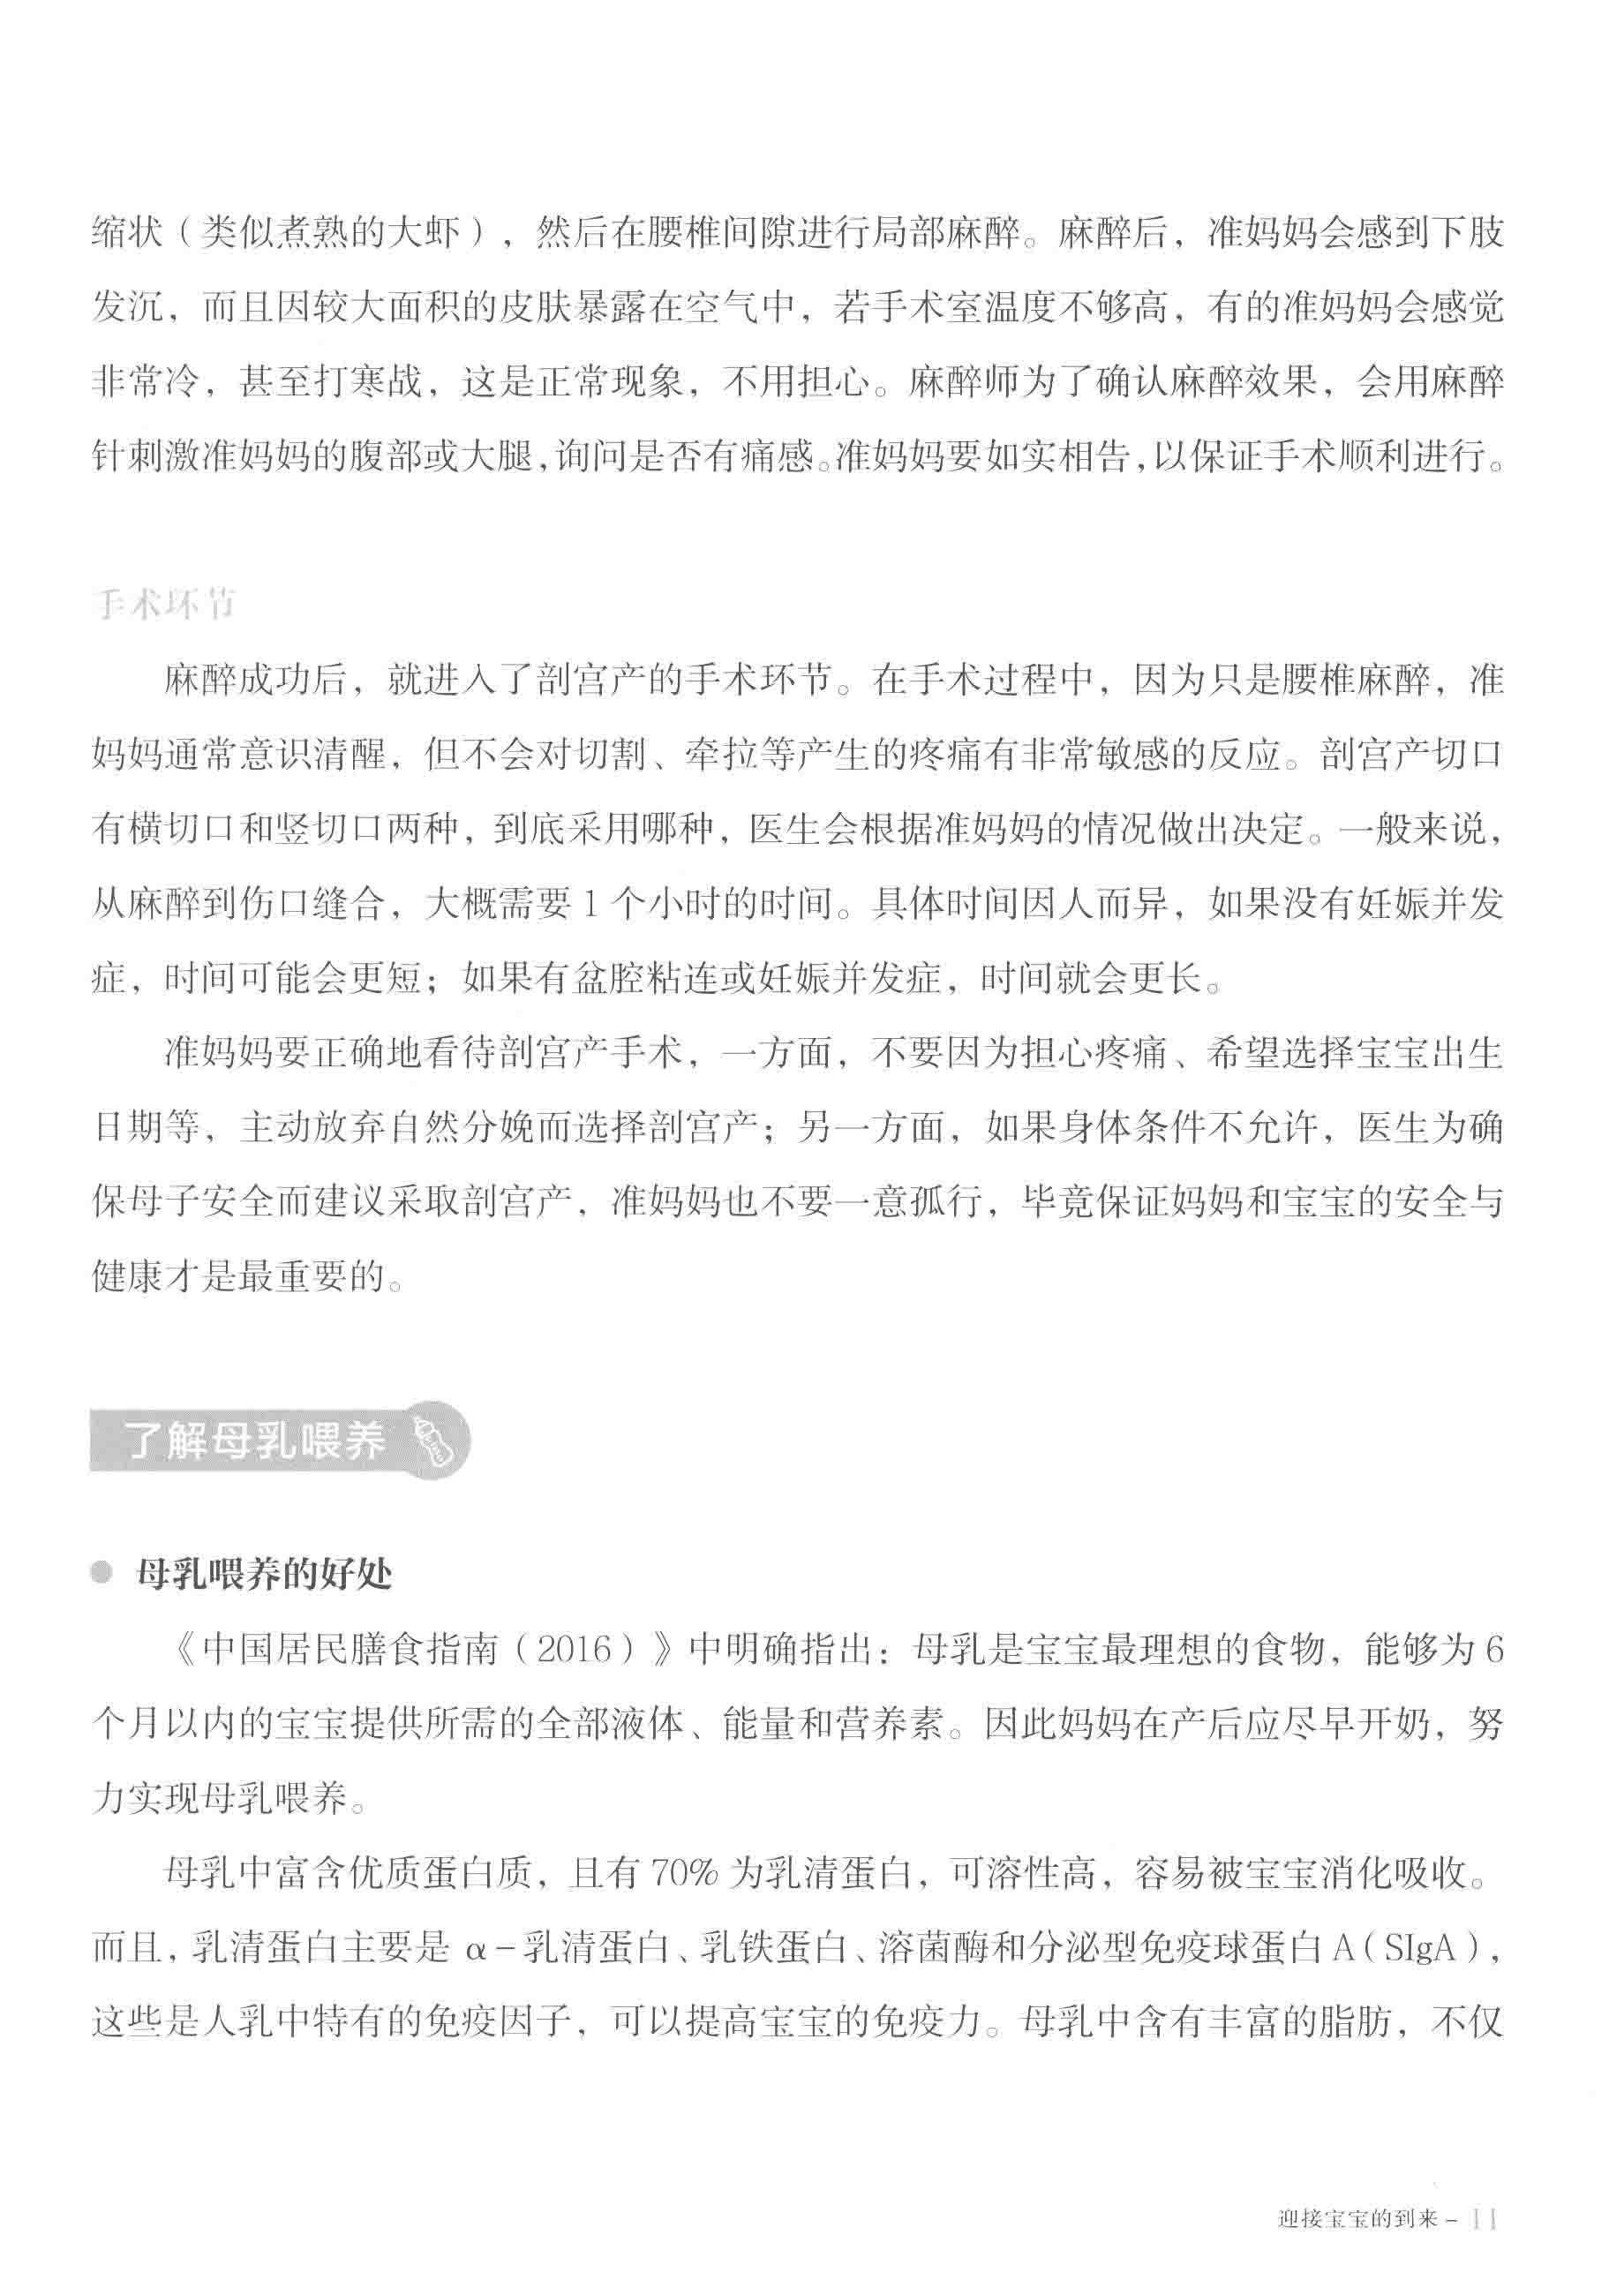 缩状（类似煮熟的大虾），然后在腰椎间隙进行局部麻醉。麻醉后，准妈妈会感到下肢
发沉，而且因较大面积的皮肤暴露在空气中，若手术室温度不够高，有的准妈妈会感觉
非常冷，甚至打寒战，这是正常现象，不用担心。麻醉师为了确认麻醉效果，会用麻醉
针刺激准妈妈的腹部或大腿，询问是否有痛感。准妈妈要如实相告，以保证手术顺利进行。
手术环节
麻醉成功后，就进入了剖宫产的手术环节。在手术过程中，因为只是腰椎麻醉，准
妈妈通常意识清醒，但不会对切割、牵拉等产生的疼痛有非常敏感的反应。剖宫产切口
有横切口和竖切口两种，到底采用哪种，医生会根据准妈妈的情况做出决定。一般来说，
从麻醉到伤口缝合，大概需要 1 个小时的时间。具体时间因人而异，如果没有妊娠并发
症，时间可能会更短；如果有盆腔粘连或妊娠并发症，时间就会更长。
准妈妈要正确地看待剖宫产手术，一方面，不要因为担心疼痛、希望选择宝宝出生
日期等，主动放弃自然分娩而选择剖宫产；另一方面，如果身体条件不允许，医生为确
保母子安全而建议采取剖宫产，准妈妈也不要一意孤行，毕竟保证妈妈和宝宝的安全与
健康才是最重要的。
了解母乳喂养
● 母乳喂养的好处
《中国居民膳食指南（2016）》中明确指出：母乳是宝宝最理想的食物，能够为 6
个月以内的宝宝提供所需的全部液体、能量和营养素。因此妈妈在产后应尽早开奶，努
力实现母乳喂养。
母乳中富含优质蛋白质，且有 70% 为乳清蛋白，可溶性高，容易被宝宝消化吸收。
而且，乳清蛋白主要是 α－乳清蛋白、乳铁蛋白、溶菌酶和分泌型免疫球蛋白 A（SIgA），
这些是人乳中特有的免疫因子，可以提高宝宝的免疫力。母乳中含有丰富的脂肪，不仅
迎接宝宝的到来 – 11